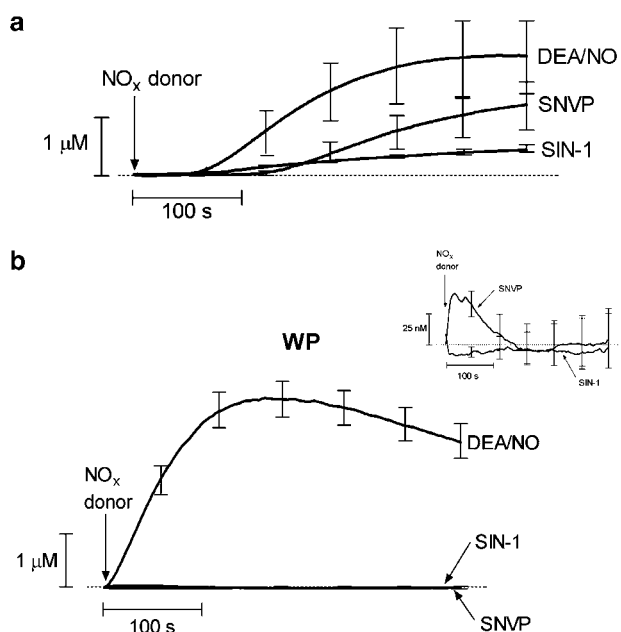 a
NOx donor
DEA/NO
SNVP
SIN-1
1 μM
100 s
b
NOx
donor
SNVP
25 nM
100 s
SIN-1
WP
DEA/NO
NOx
donor
1 μM
SIN-1
SNVP
100 s